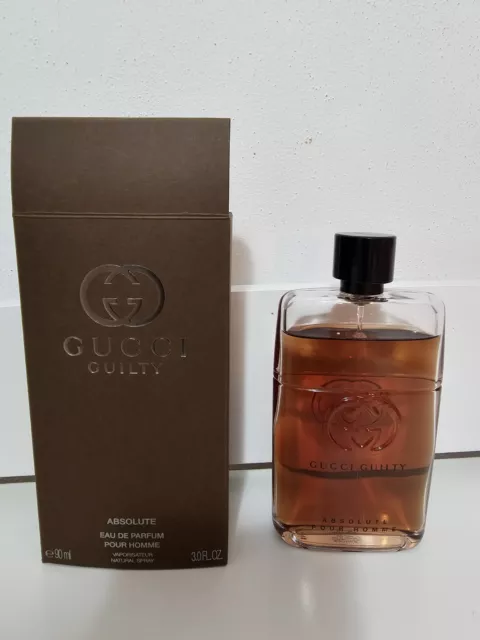 GUCCI
GUILTY
ABSOLUTE
EAU DE PARFUM
POUR HOMME
VAPORISATEUR
NATURAL SPRAY
℮90 ml
3.0 FL.OZ.
GUCCI GUILTY
ABSOLUTE
POUR HOMME